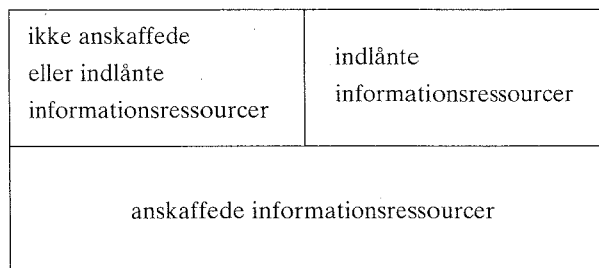 ikke anskaffede
eller indlånte
informationsressourcer
indlånte
informationsressourcer
anskaffede informationsressourcer